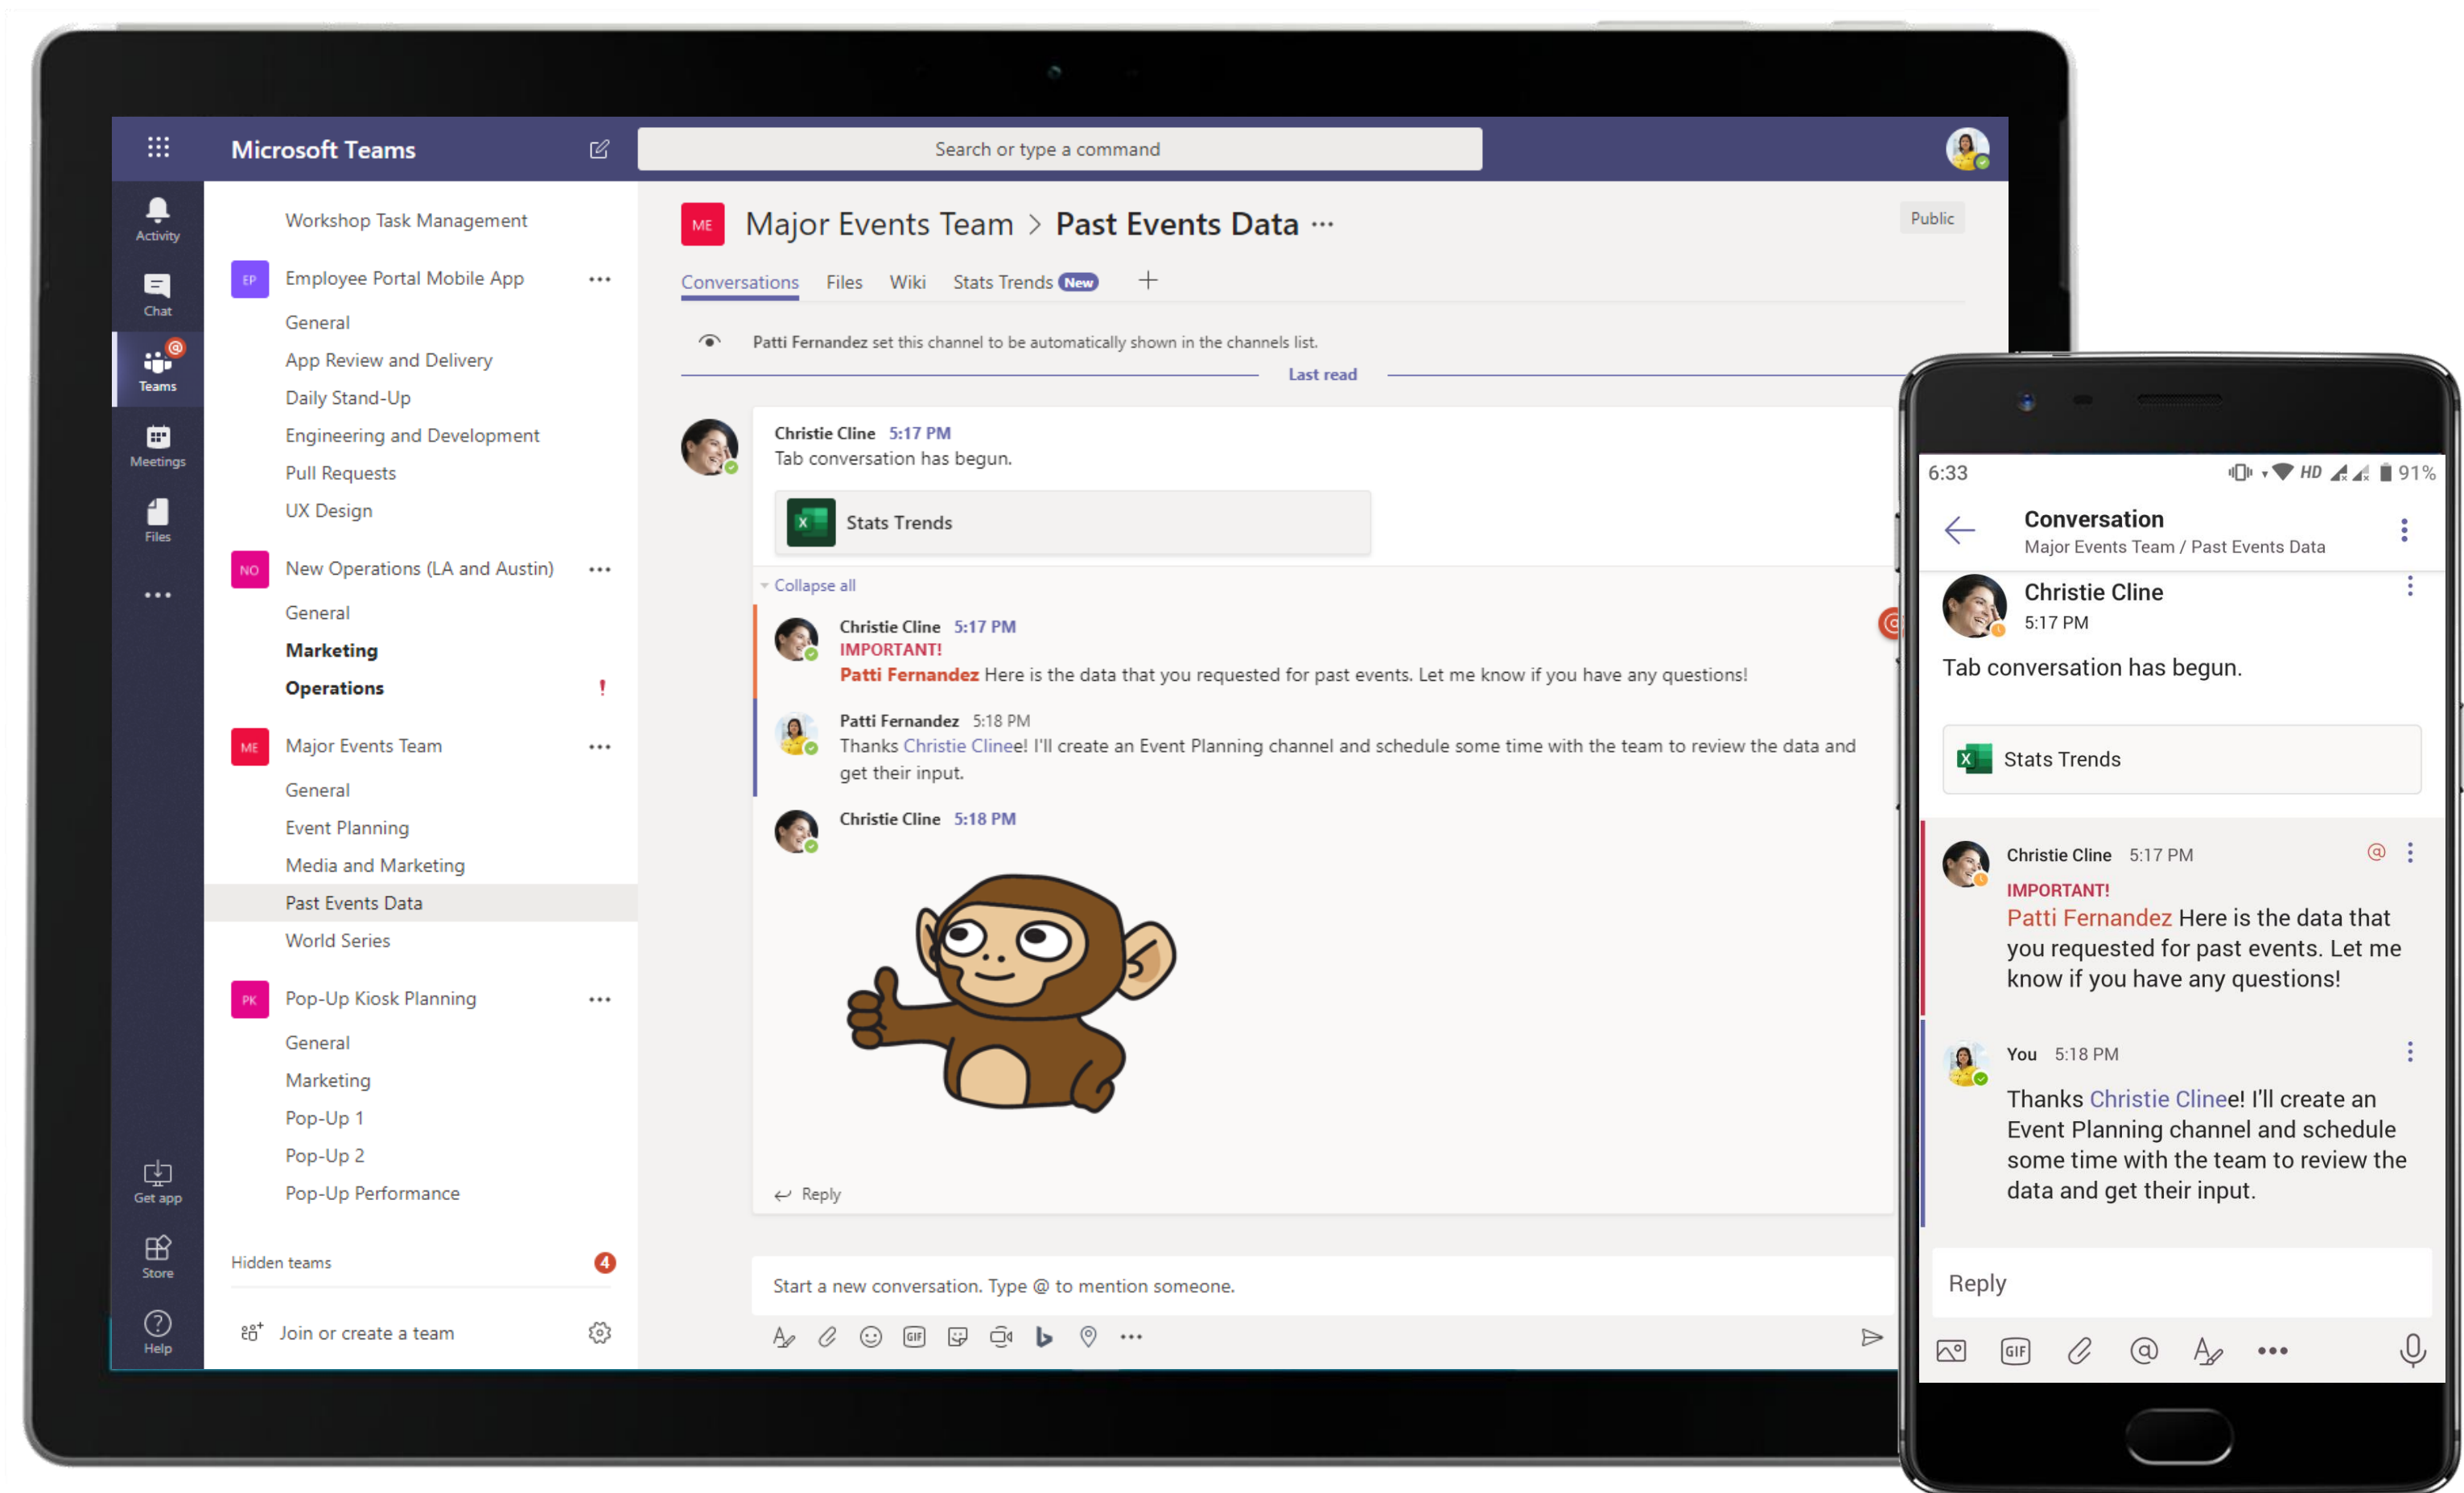 Microsoft Teams
Search or type a command
Activity
Chat
@
Teams
Meetings
Files
Get app
Store
Help
Workshop Task Management
EP
Employee Portal Mobile App
General
App Review and Delivery
Daily Stand-Up
Engineering and Development
Pull Requests
UX Design
NO
New Operations (LA and Austin)
General
Marketing
Operations !
ME
Major Events Team
General
Event Planning
Media and Marketing
Past Events Data
World Series
PK
Pop-Up Kiosk Planning
General
Marketing
Pop-Up 1
Pop-Up 2
Pop-Up Performance
Hidden teams 4
Join or create a team
ME Major Events Team > Past Events Data ...
Public
Conversations Files Wiki Stats Trends New +
Patti Fernandez set this channel to be automatically shown in the channels list.
Last read
Christie Cline 5:17 PM
Tab conversation has begun.
X Stats Trends
Collapse all
Christie Cline 5:17 PM
IMPORTANT!
Patti Fernandez Here is the data that you requested for past events. Let me know if you have any questions!
Patti Fernandez 5:18 PM
Thanks Christie Clinee! I'll create an Event Planning channel and schedule some time with the team to review the data and
get their input.
Christie Cline 5:18 PM
Reply
Start a new conversation. Type @ to mention someone.
GIF
6:33 HD 91%
Conversation
Major Events Team / Past Events Data
Christie Cline
5:17 PM
Tab conversation has begun.
X Stats Trends
Christie Cline 5:17 PM @
IMPORTANT!
Patti Fernandez Here is the data that
you requested for past events. Let me
know if you have any questions!
You 5:18 PM
Thanks Christie Clinee! I'll create an
Event Planning channel and schedule
some time with the team to review the
data and get their input.
Reply
GIF @